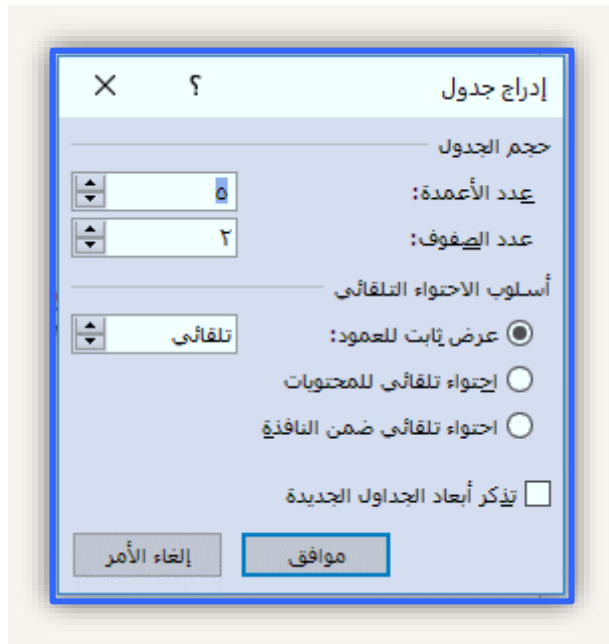 إدراج جدول ؟
حجم الجدول
عدد الأعمدة: ٥
عدد الصفوف: ٢
أسلوب الاحتواء التلقائي
عرض ثابت للعمود: تلقائي
احتواء تلقائي للمحتويات
احتواء تلقائي ضمن النافذة
تذكر أبعاد الجداول الجديدة
موافق إلغاء الأمر